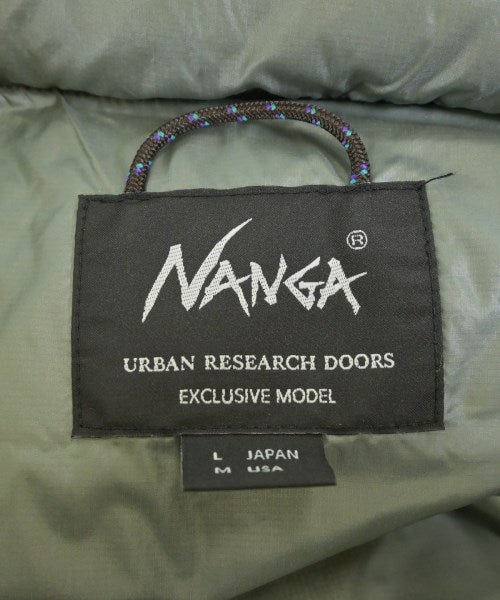 NANGA®
URBAN RESEARCH DOORS
EXCLUSIVE MODEL
L JAPAN
M USA